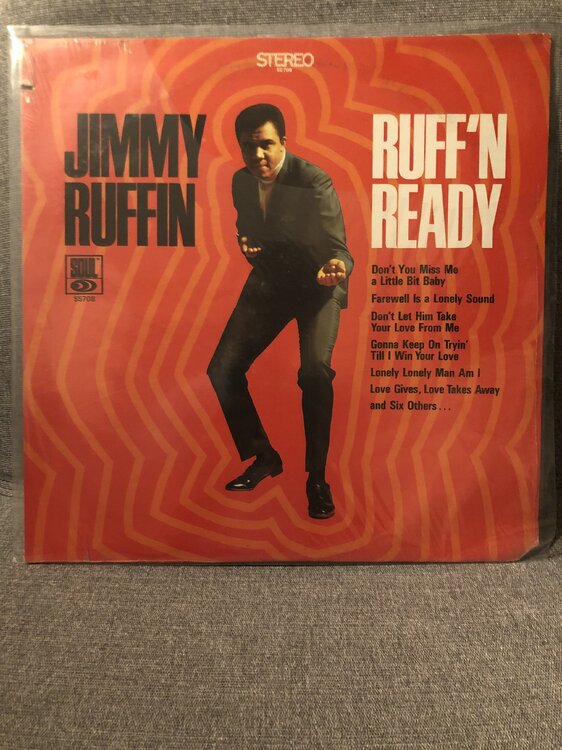 STEREO
SS708
JIMMY
RUFFIN
SOUL
SS708
RUFF'N
READY
Don't You Miss Me
a Little Bit Baby
Farewell Is a Lonely Sound
Don't Let Him Take
Your Love From Me
Gonna Keep On Tryin'
Till I Win Your Love
Lonely Lonely Man Am I
Love Gives, Love Takes Away
and Six Others...